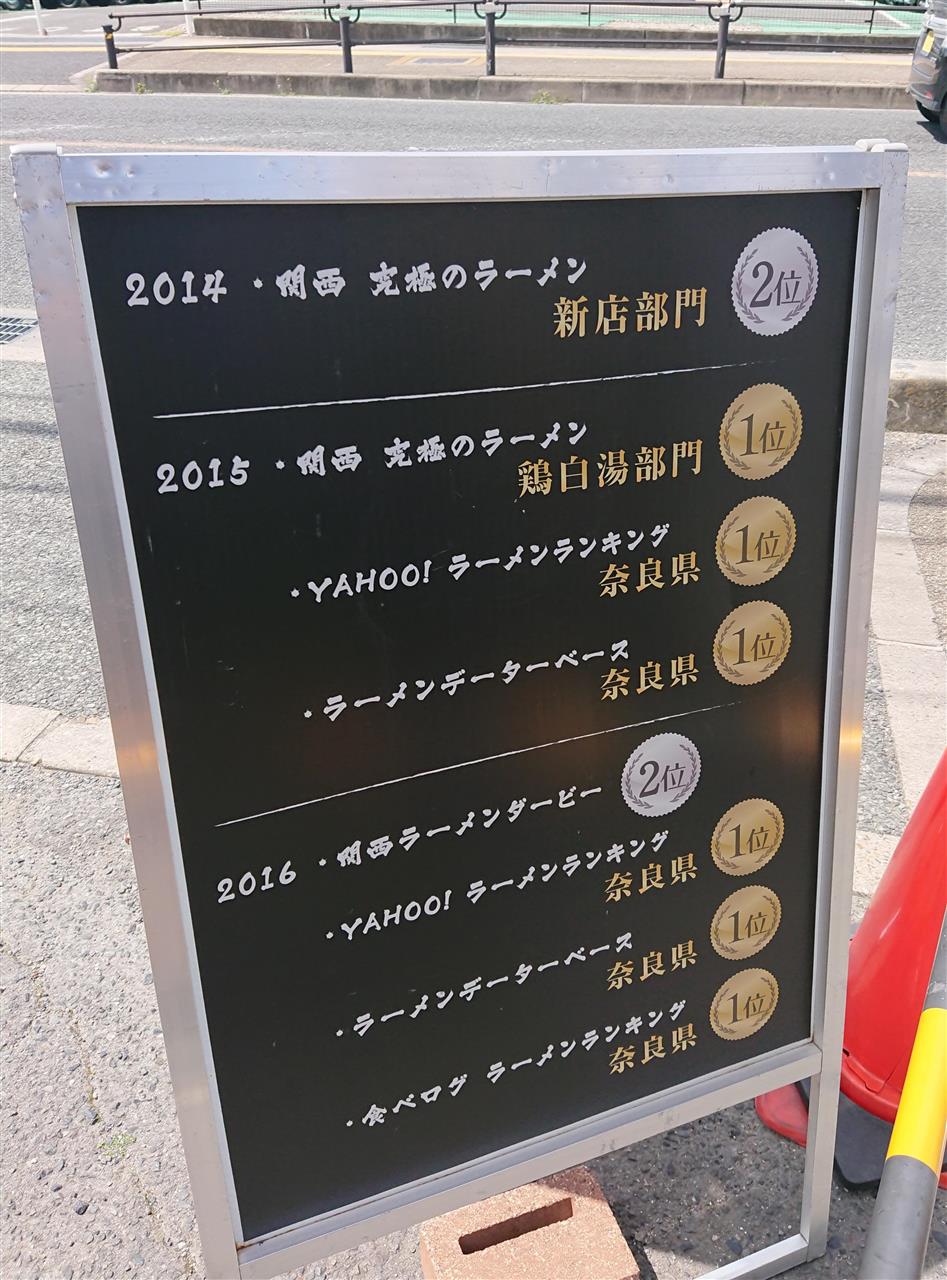 2014 ・関西 究極のラーメン
新店部門 2位
2015 ・関西 究極のラーメン
鶏白湯部門 1位
・YAHOO! ラーメンランキング
奈良県 1位
・ラーメンデーターベース
奈良県 1位
2016 ・関西ラーメンダービー 2位
・YAHOO! ラーメンランキング
奈良県 1位
・ラーメンデーターベース
奈良県 1位
・食べログ ラーメンランキング
奈良県 1位